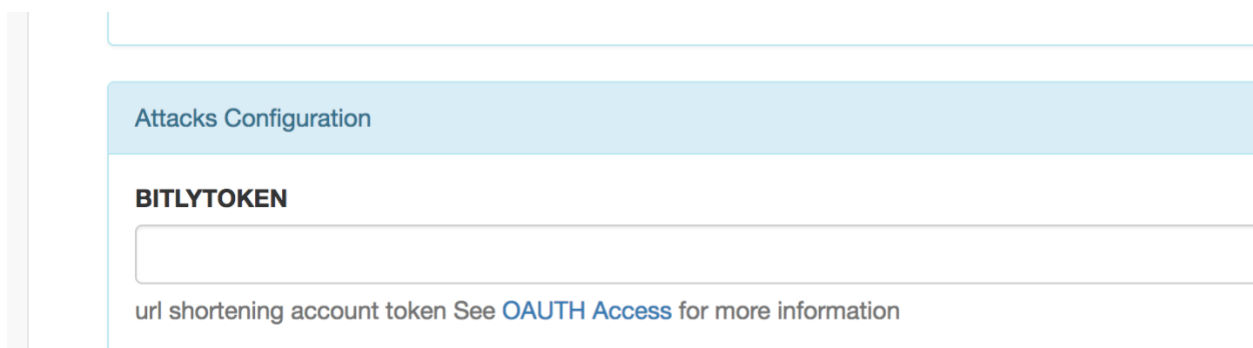 Attacks Configuration
BITLYTOKEN
url shortening account token See OAUTH Access for more information